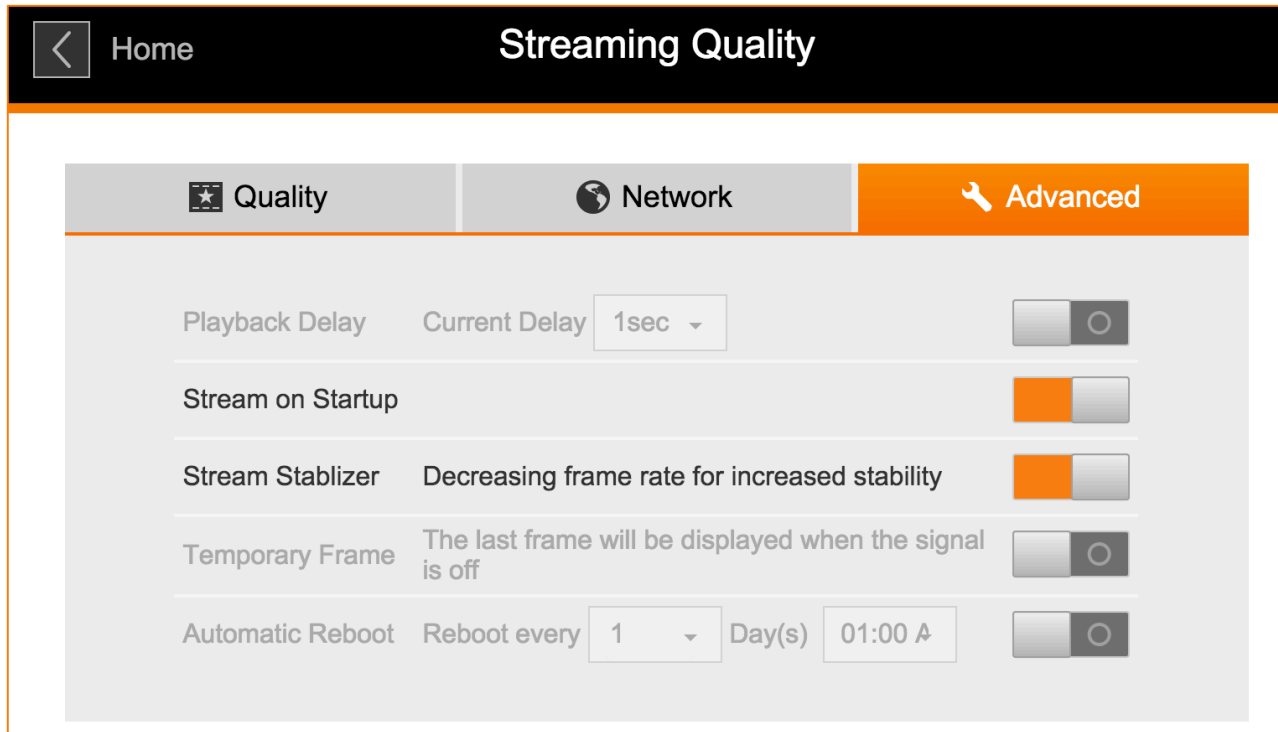 Home
Streaming Quality
Quality
Network
Advanced
Playback Delay Current Delay 1sec
Stream on Startup
Stream Stablizer Decreasing frame rate for increased stability
Temporary Frame The last frame will be displayed when the signal
is off
Automatic Reboot Reboot every 1 Day(s) 01:00